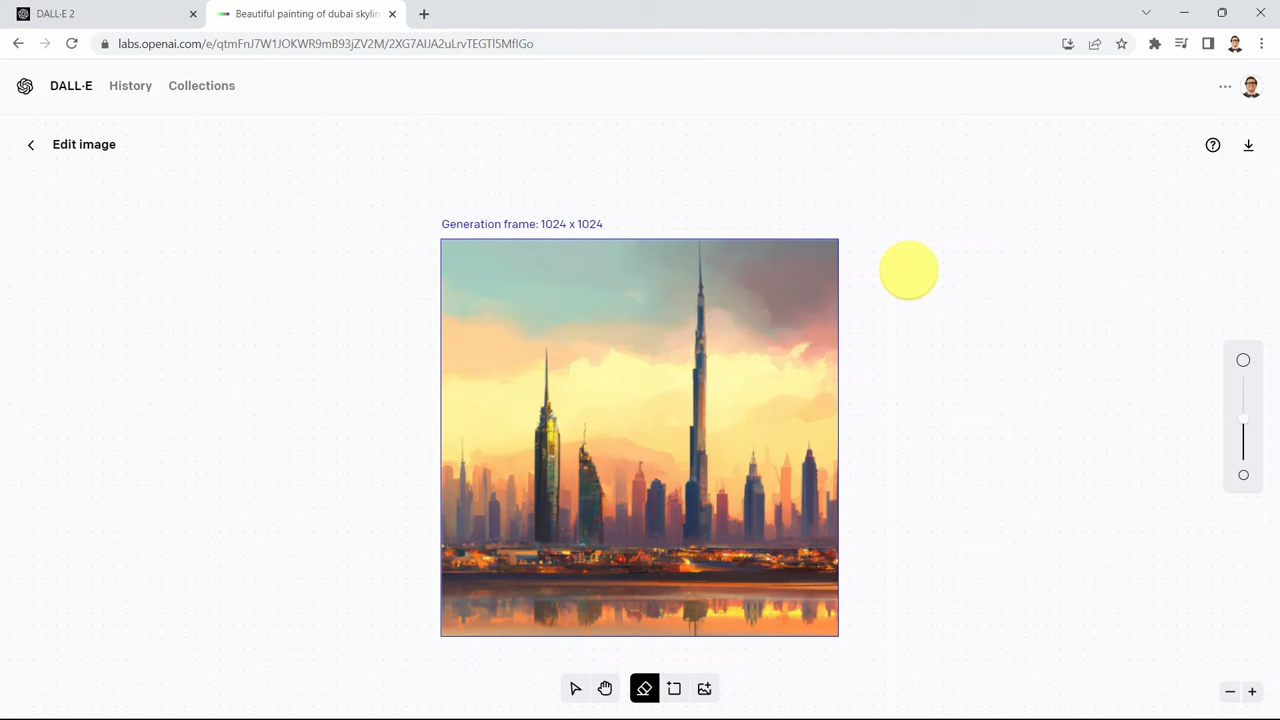 DALL·E 2
Beautiful painting of dubai skylin
labs.openai.com/e/qtmFnJ7W1JOKWR9mB93jZV2M/2XG7AIJA2uLrvTEGTl5MflGo
DALL·E History Collections
Edit image
Generation frame: 1024 x 1024